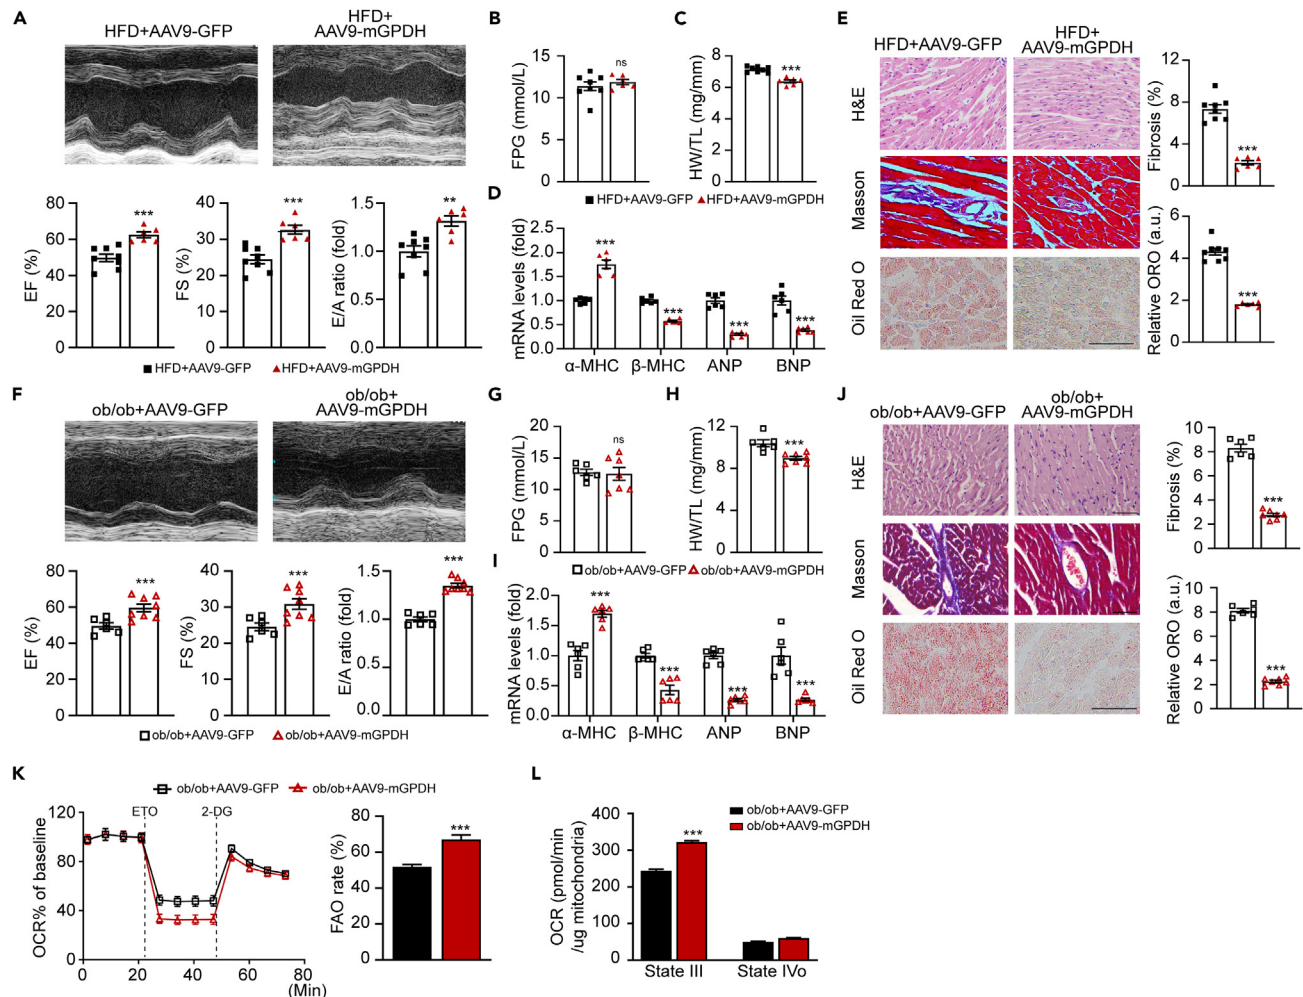 A
HFD+AAV9-GFP
HFD+
AAV9-mGPDH
EF (%)
80
60
40
20
0
***
FS (%)
40
30
20
10
0
***
E/A ratio (fold)
1.5
1.0
0.5
0.0
**
HFD+AAV9-GFP
HFD+AAV9-mGPDH
B
FPG (mmol/L)
15
10
5
0
ns
C
HW/TL (mg/mm)
8
6
4
2
0
***
HFD+AAV9-GFP
HFD+AAV9-mGPDH
D
mRNA levels (fold)
2.5
2.0
1.5
1.0
0.5
0.0
***
***
***
***
α-MHC
β-MHC
ANP
BNP
E
HFD+AAV9-GFP
HFD+
AAV9-mGPDH
H&E
Masson
Oil Red O
Fibrosis (%)
12
8
4
0
***
Relative ORO (a.u.)
6
4
2
0
***
F
ob/ob+AAV9-GFP
ob/ob+
AAV9-mGPDH
EF (%)
80
60
40
20
0
***
FS (%)
40
30
20
10
0
***
E/A ratio (fold)
1.5
1.0
0.5
0.0
***
ob/ob+AAV9-GFP
ob/ob+AAV9-mGPDH
G
FPG (mmol/L)
20
15
10
15
0
ns
H
HW/TL (mg/mm)
12
8
4
0
***
ob/ob+AAV9-GFP
ob/ob+AAV9-mGPDH
I
mRNA levels (fold)
2.0
1.5
1.0
0.5
0.0
***
***
***
***
α-MHC
β-MHC
ANP
BNP
J
ob/ob+AAV9-GFP
ob/ob+
AAV9-mGPDH
H&E
Masson
Oil Red O
Fibrosis (%)
10
8
6
4
2
0
***
Relative ORO (a.u.)
10
8
6
4
2
0
***
K
ob/ob+AAV9-GFP
ob/ob+AAV9-mGPDH
ETO
2-DG
OCR% of baseline
120
80
40
0
0
20
40
60
80
(Min)
FAO rate (%)
80
60
40
20
0
***
L
ob/ob+AAV9-GFP
ob/ob+AAV9-mGPDH
OCR (pmol/min
/ug mitochondria)
400
300
200
100
0
***
State III
State IVo